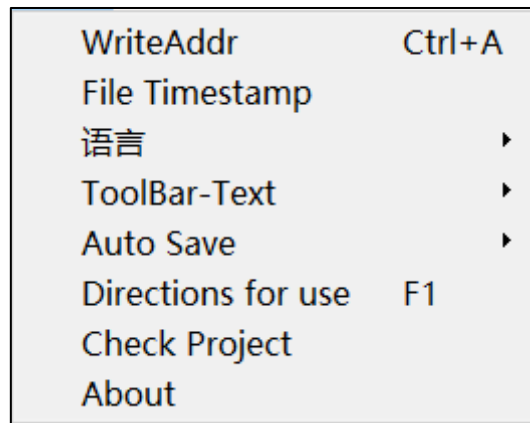 WriteAddr Ctrl+A
File Timestamp
语言
ToolBar-Text
Auto Save
Directions for use F1
Check Project
About